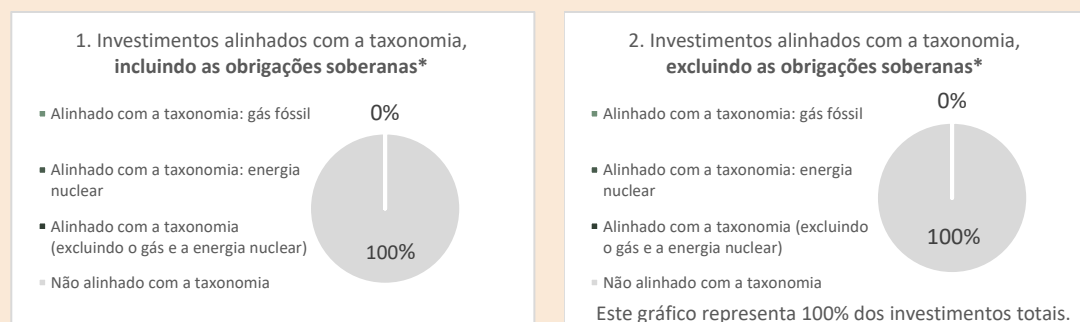 1. Investimentos alinhados com a taxonomia,
incluindo as obrigações soberanas*
Alinhado com a taxonomia: gás fóssil
Alinhado com a taxonomia: energia
nuclear
Alinhado com a taxonomia
(excluindo o gás e a energia nuclear)
Não alinhado com a taxonomia
0%
100%
2. Investimentos alinhados com a taxonomia,
excluindo as obrigações soberanas*
Alinhado com a taxonomia: gás fóssil
Alinhado com a taxonomia: energia
nuclear
Alinhado com a taxonomia (excluindo
o gás e a energia nuclear)
Não alinhado com a taxonomia
0%
100%
Este gráfico representa 100% dos investimentos totais.